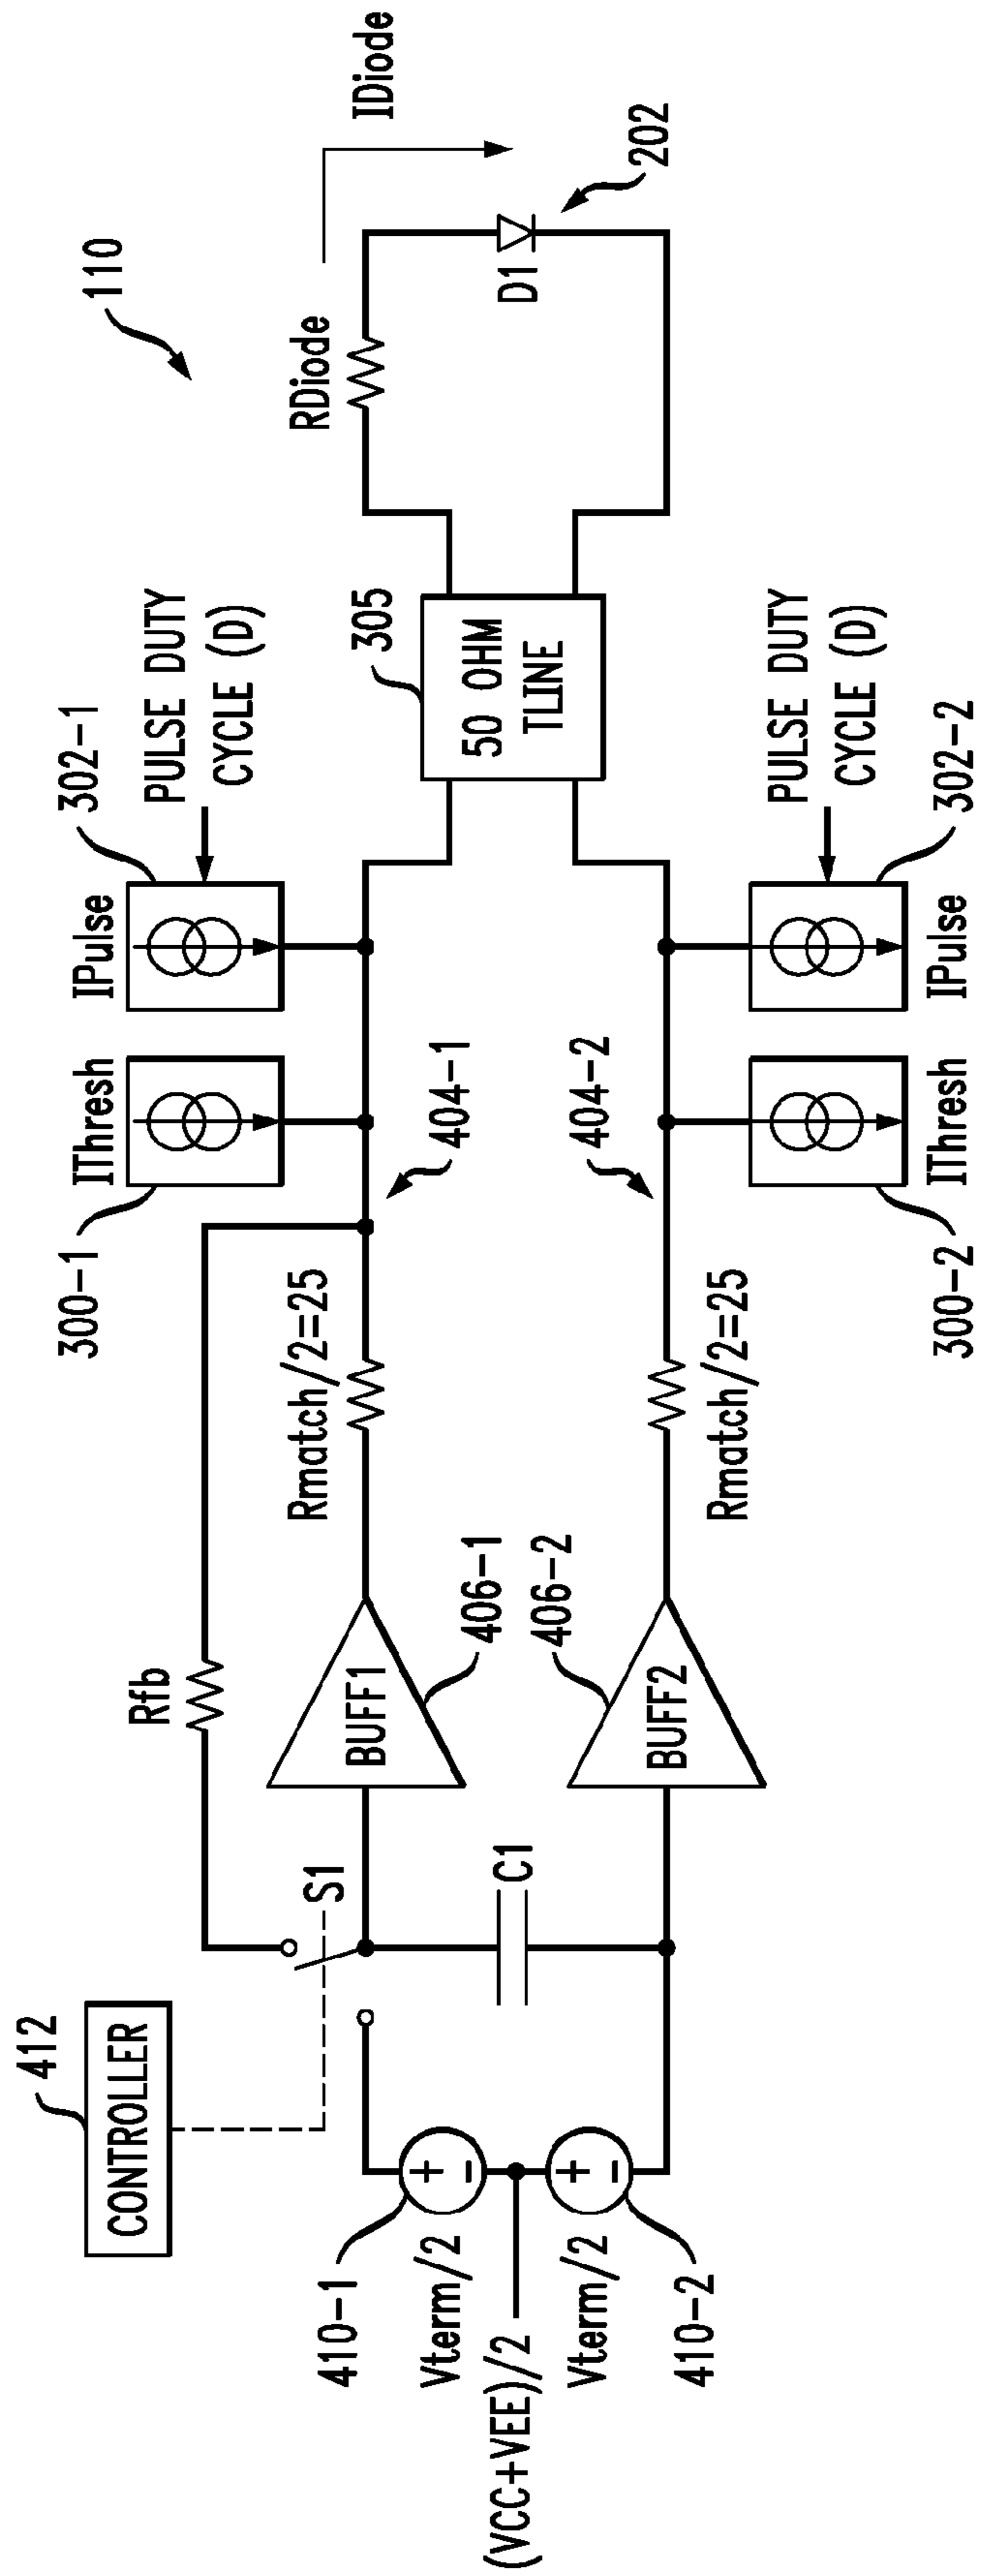 110
302-1
PULSE DUTY
CYCLE (D)
IPulse
IThresh
300-1
305
50 OHM
TLINE
RDiode
IDiode
D1
202
412
CONTROLLER
S1
Rfb
Rmatch/2=25
404-1
BUFF1
406-1
410-1
Vterm/2
(VCC+VEE)/2
Vterm/2
410-2
C1
BUFF2
406-2
Rmatch/2=25
404-2
300-2
IThresh
IPulse
302-2
PULSE DUTY
CYCLE (D)